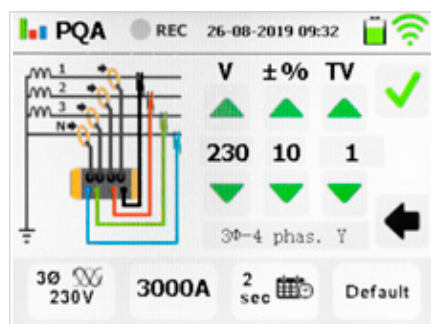 PQA REC 26-08-2019 09:32
V ±% TV
1
2
3
N
230 10 1
3Φ-4 phas. Y
3Ø
230V
3000A
2
sec
Default